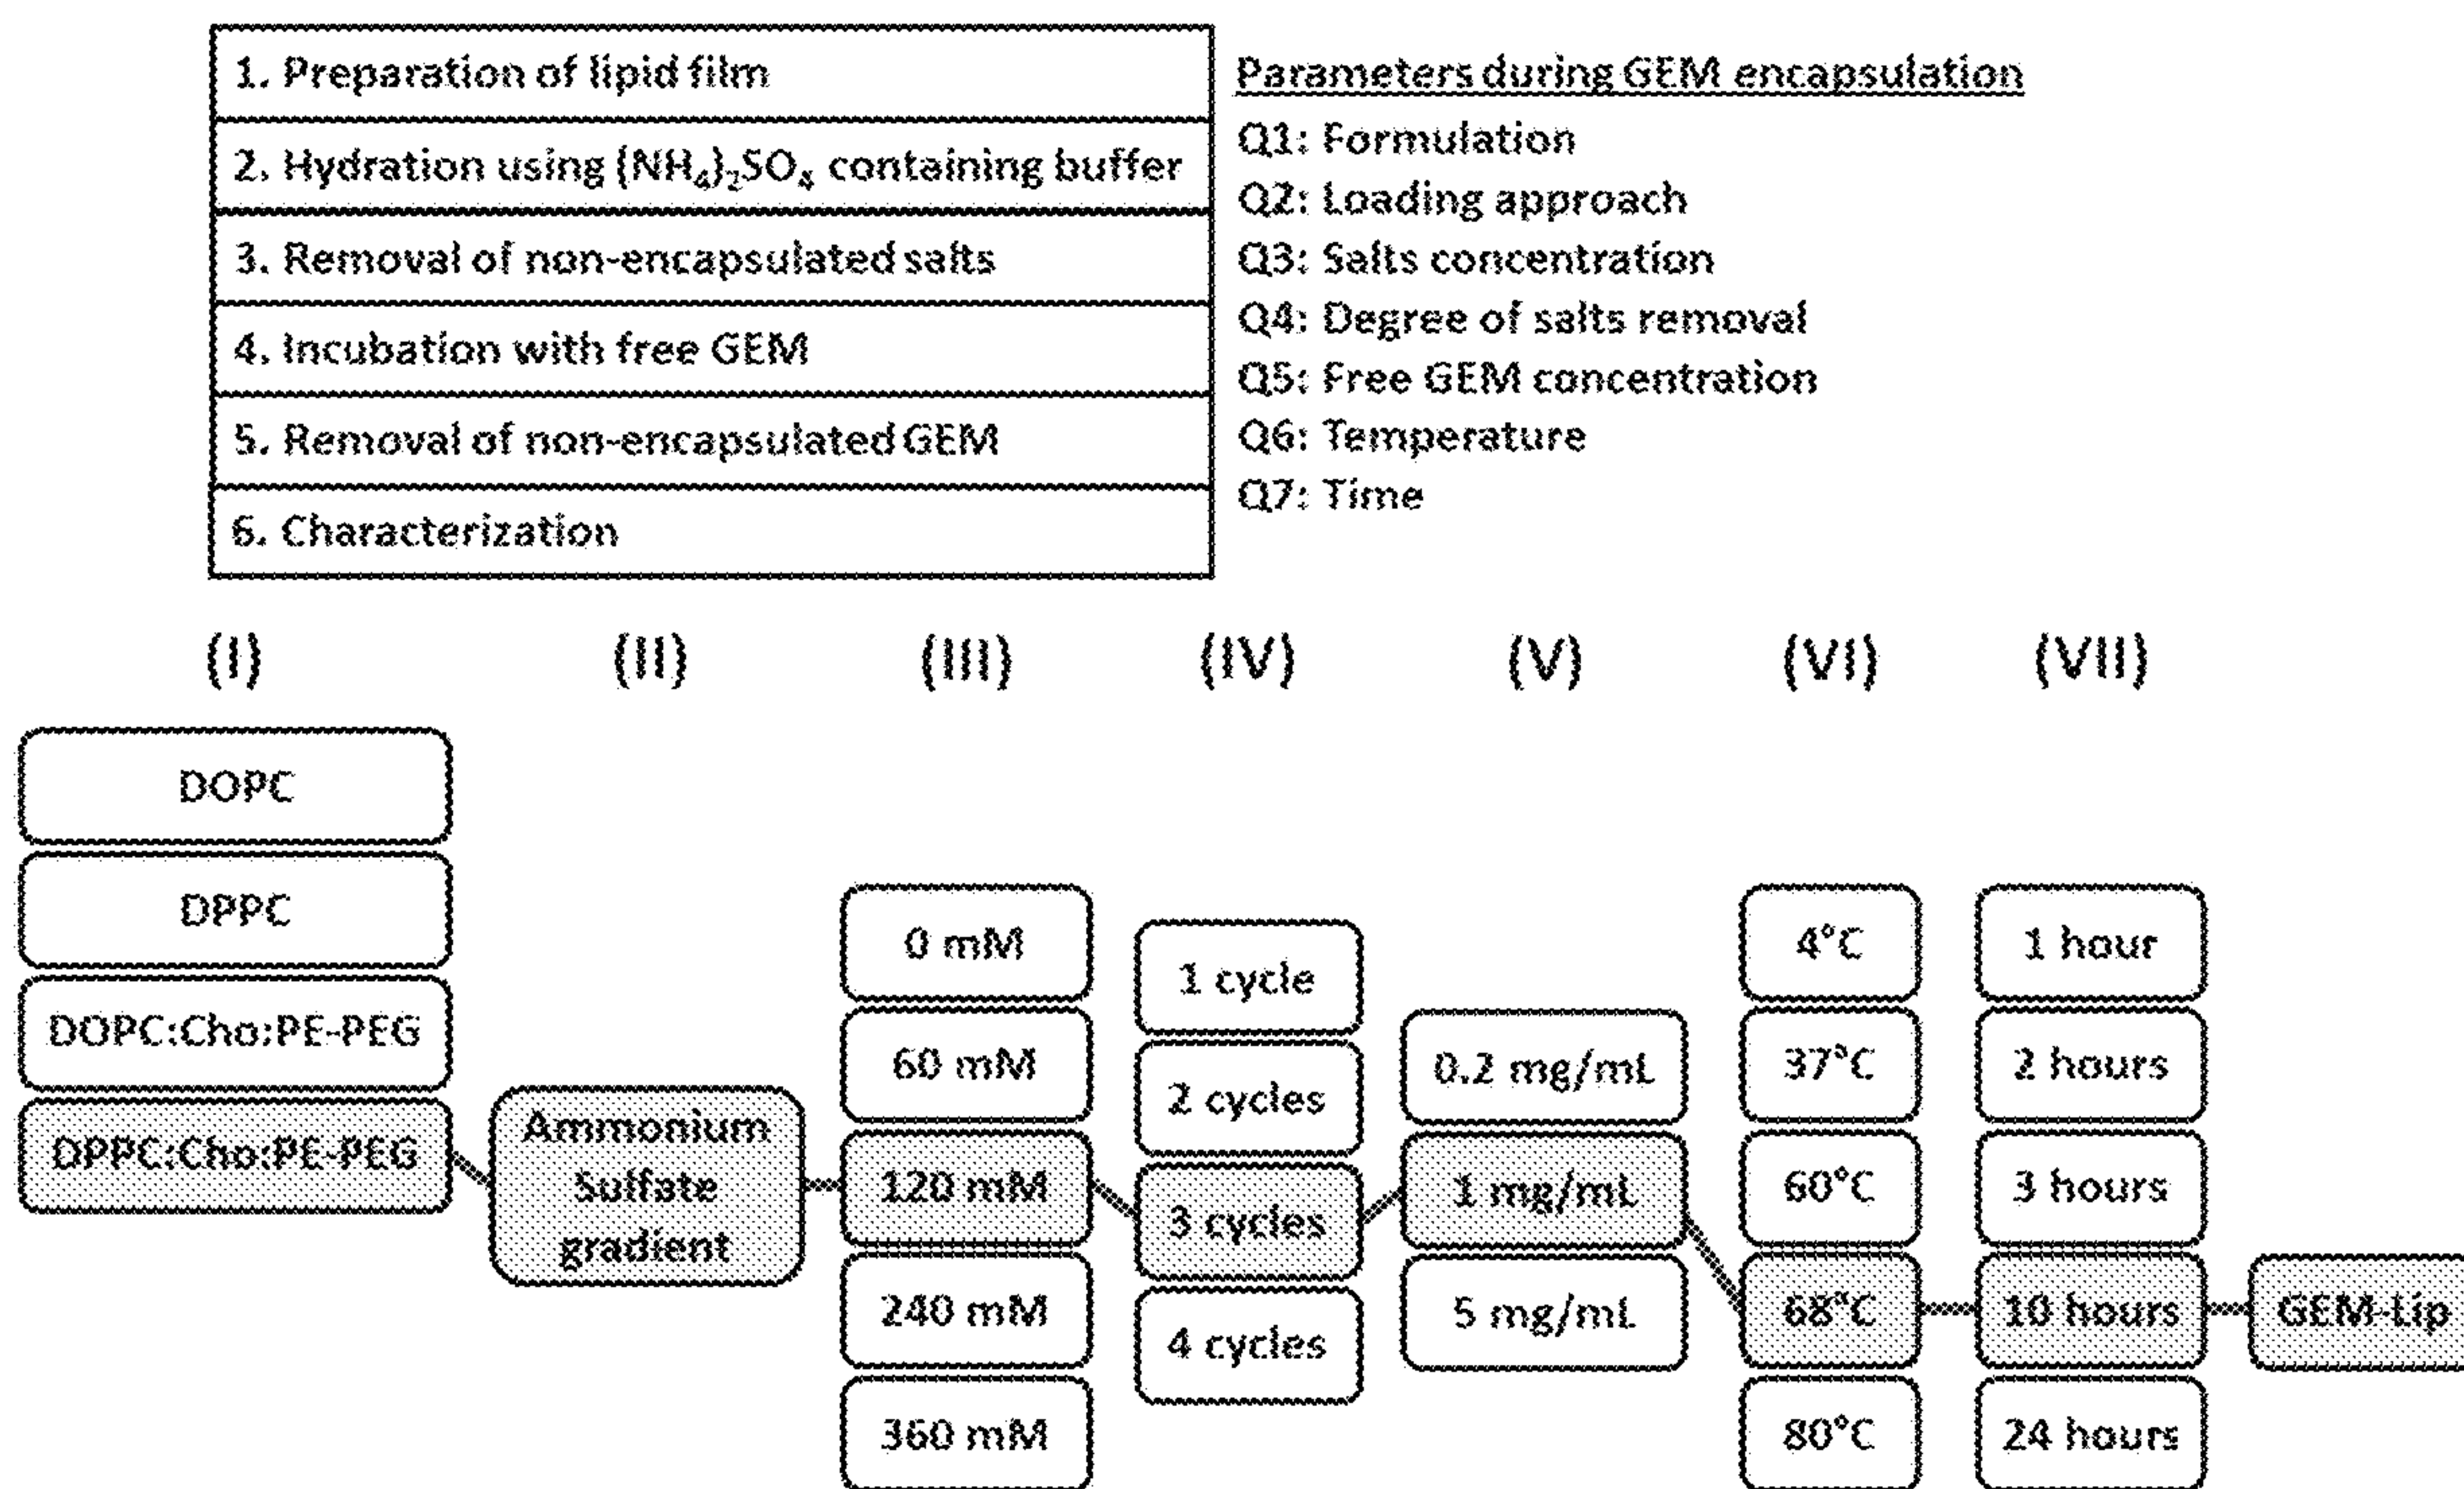 1. Preparation of lipid film
2. Hydration using (NH₄)₂SO₄ containing buffer
3. Removal of non-encapsulated salts
4. Incubation with free GEM
5. Removal of non-encapsulated GEM
6. Characterization
Parameters during GEM encapsulation
Q1: Formulation
Q2: Loading approach
Q3: Salts concentration
Q4: Degree of salts removal
Q5: Free GEM concentration
Q6: Temperature
Q7: Time
(I)
(II)
(III)
(IV)
(V)
(VI)
(VII)
DOPC
DPPC
DOPC:Cho:PE-PEG
DPPC:Cho:PE-PEG
Ammonium
Sulfate
gradient
0 mM
60 mM
120 mM
240 mM
360 mM
1 cycle
2 cycles
3 cycles
4 cycles
0.2 mg/mL
1 mg/mL
5 mg/mL
4°C
37°C
60°C
68°C
80°C
1 hour
2 hours
3 hours
10 hours
24 hours
GEM-Lip